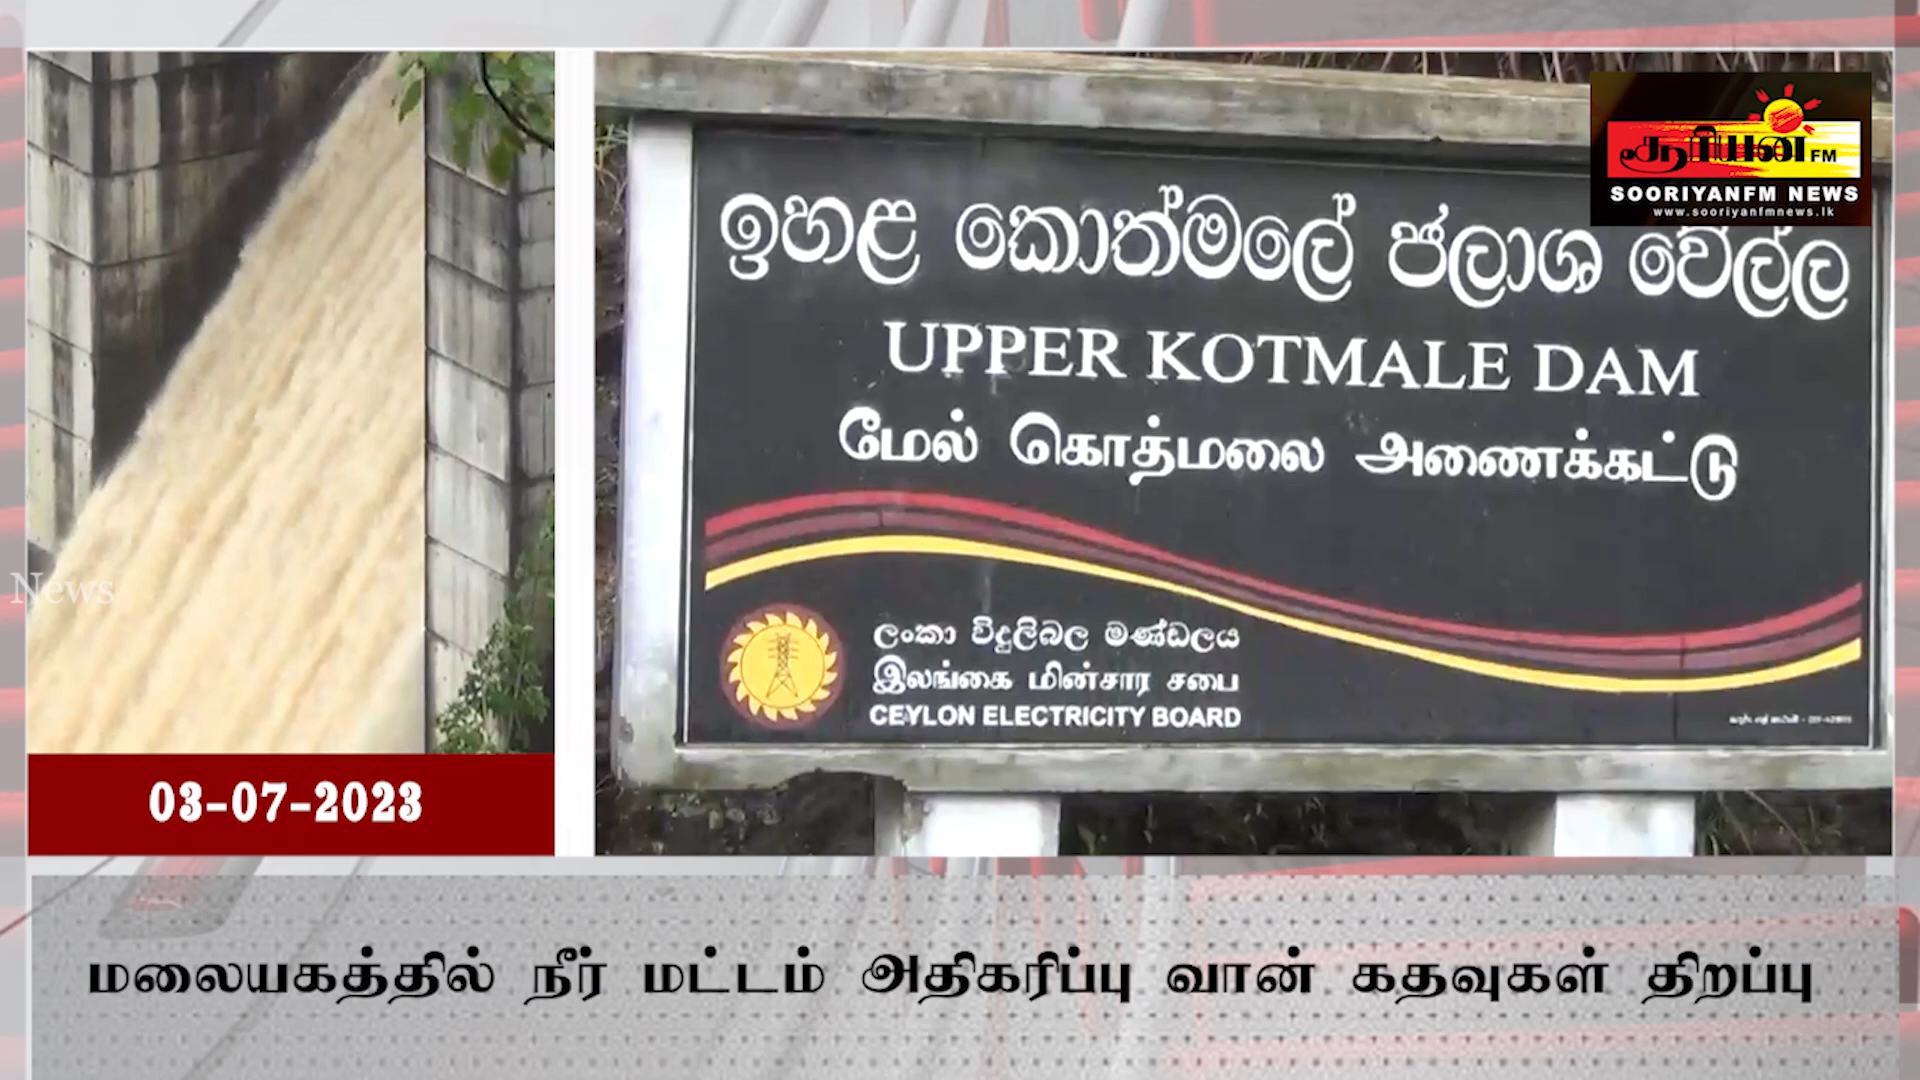 சூரியன் FM
SOORIYANFM NEWS
www.sooriyanfmnews.lk
ඉහළ කොත්මලේ ජලාශ වේල්ල
UPPER KOTMALE DAM
மேல் கொத்மலை அணைக்கட்டு
ලංකා විදුලිබල මණ්ඩලය
இலங்கை மின்சார சபை
CEYLON ELECTRICITY BOARD
News
03-07-2023
மலையகத்தில் நீர் மட்டம் அதிகரிப்பு வான் கதவுகள் திறப்பு